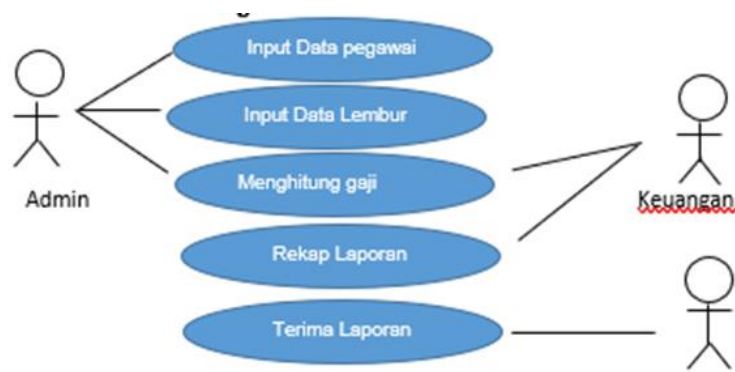 Input Data pegawai
Input Data Lembur
Menghitung gaji
Rekap Laporan
Terima Laporan
Admin
Keuangan